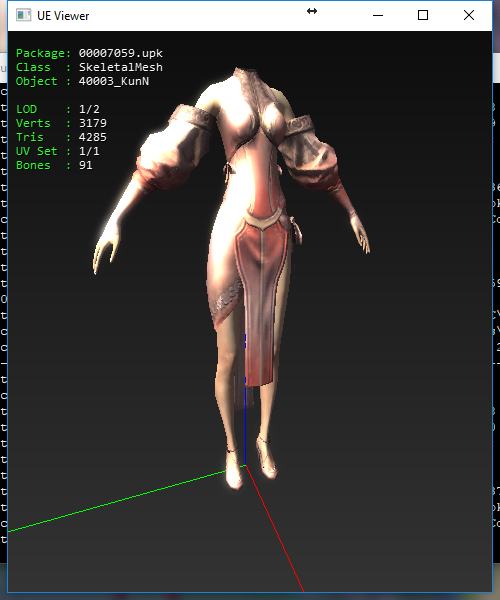 UE Viewer
Package: 00007059.upk
Class : SkeletalMesh
Object : 40003_KunN
LOD : 1/2
Verts : 3179
Tris : 4285
UV Set : 1/1
Bones : 91